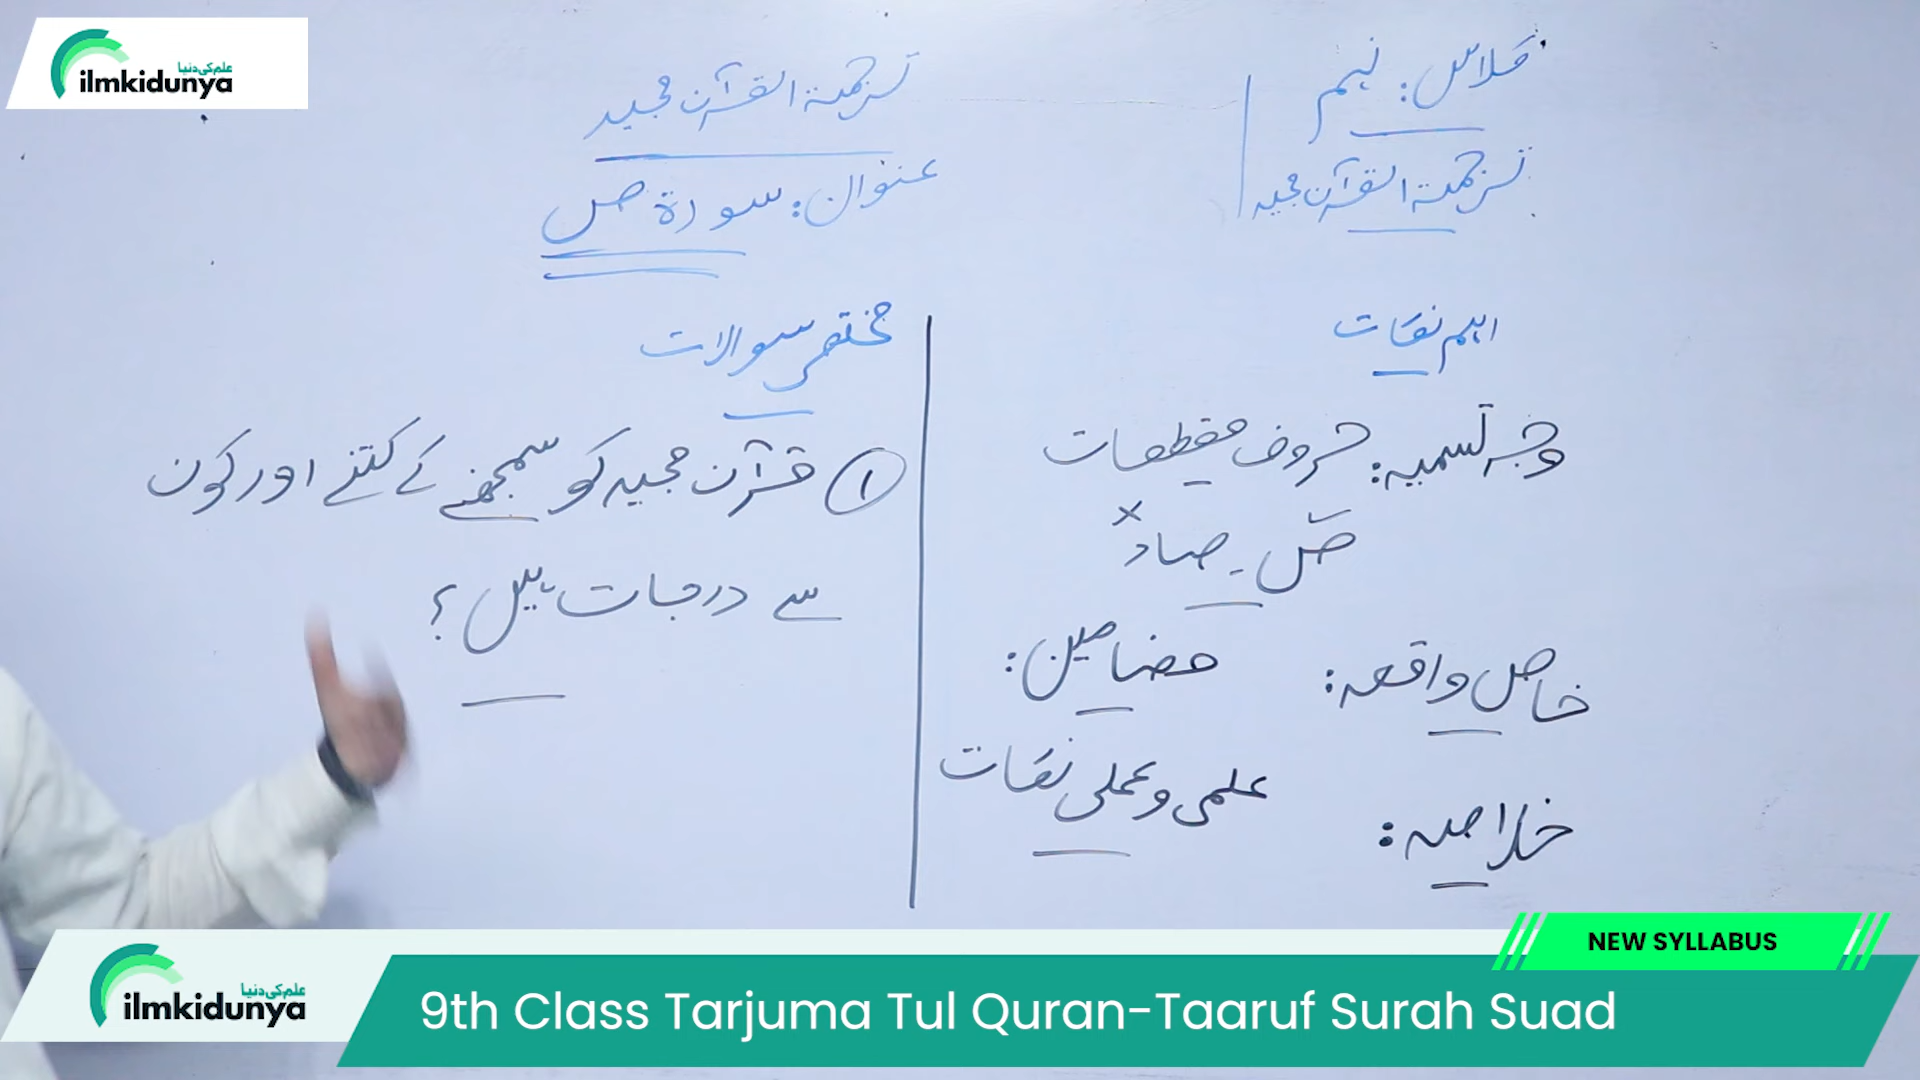 علم کی دنیا
ilmkidunya
کلاس: نہم
ترجمۃ القرآن مجید
ترجمۃ القرآن مجید
عنوان: سورۃ ص
اہم نقات
وجہ تسمیہ: حروف مقطعات
صٓ ـ صاد x
خاص واقعہ:
مضامین:
خلاصہ:
علمی و عملی نقات
مختصر سوالات
① قرآن مجید کو سمجھنے کے کتنے اور کون
سے درجات ہیں؟
NEW SYLLABUS
علم کی دنیا
ilmkidunya
9th Class Tarjuma Tul Quran-Taaruf Surah Suad